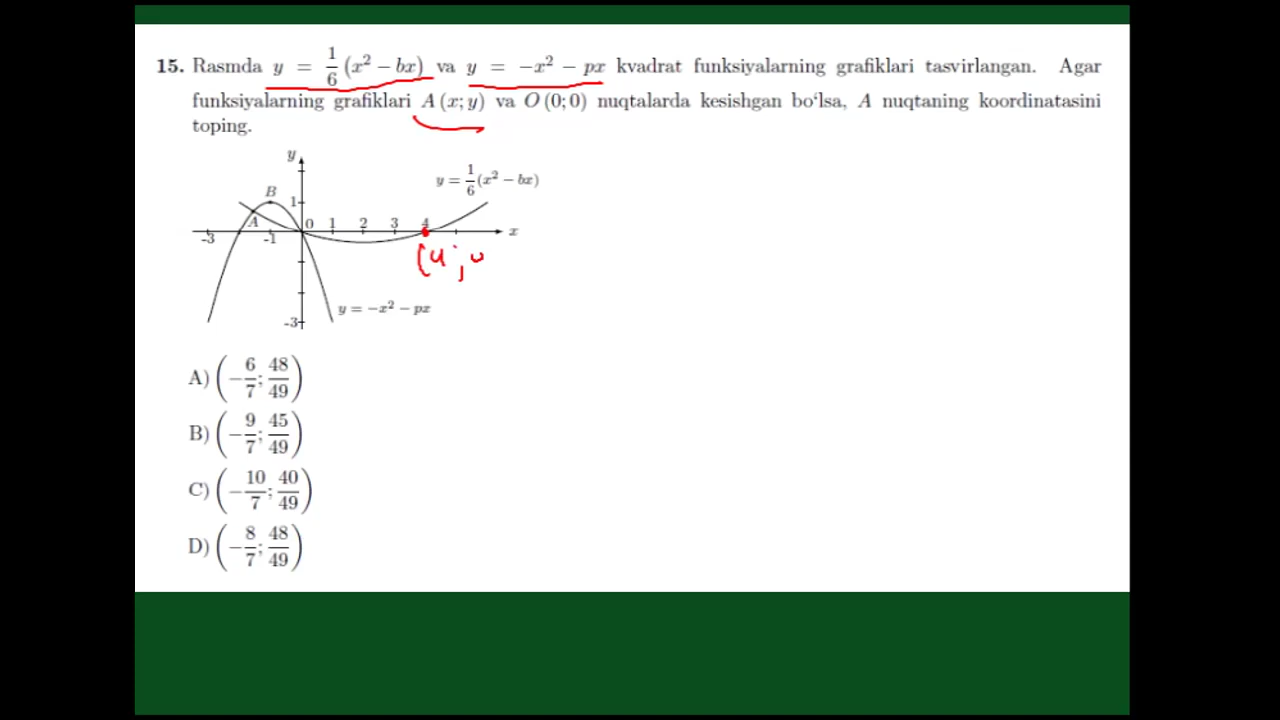 15. Rasmda y = 1/6 (x² − bx) va y = −x² − px kvadrat funksiyalarning grafiklari tasvirlangan. Agar
funksiyalarning grafiklari A (x; y) va O (0; 0) nuqtalarda kesishgan bo‘lsa, A nuqtaning koordinatasini
toping.
y
y = 1/6 (x² − bx)
B
1
A
0 1 2 3 4
-3 -1 x
(4;
y = −x² − px
-3
A) (−6/7; 48/49)
B) (−9/7; 45/49)
C) (−10/7; 40/49)
D) (−8/7; 48/49)